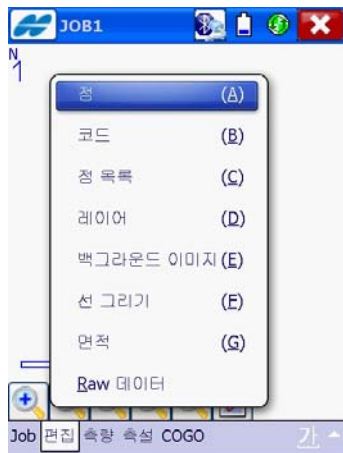 JOB1
N
점 (A)
코드 (B)
점 목록 (C)
레이어 (D)
백그라운드 이미지 (E)
선 그리기 (F)
면적 (G)
Raw 데이터
Job 편집 측량 측설 COGO 가